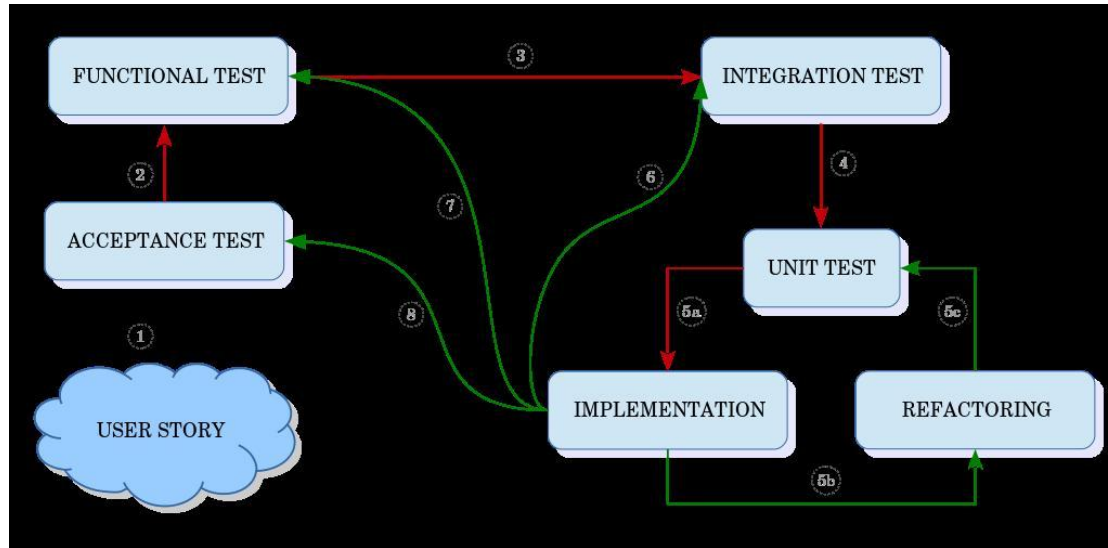 FUNCTIONAL TEST
3
INTEGRATION TEST
2
6
4
7
ACCEPTANCE TEST
UNIT TEST
8
5a
5c
1
USER STORY
IMPLEMENTATION
REFACTORING
5b